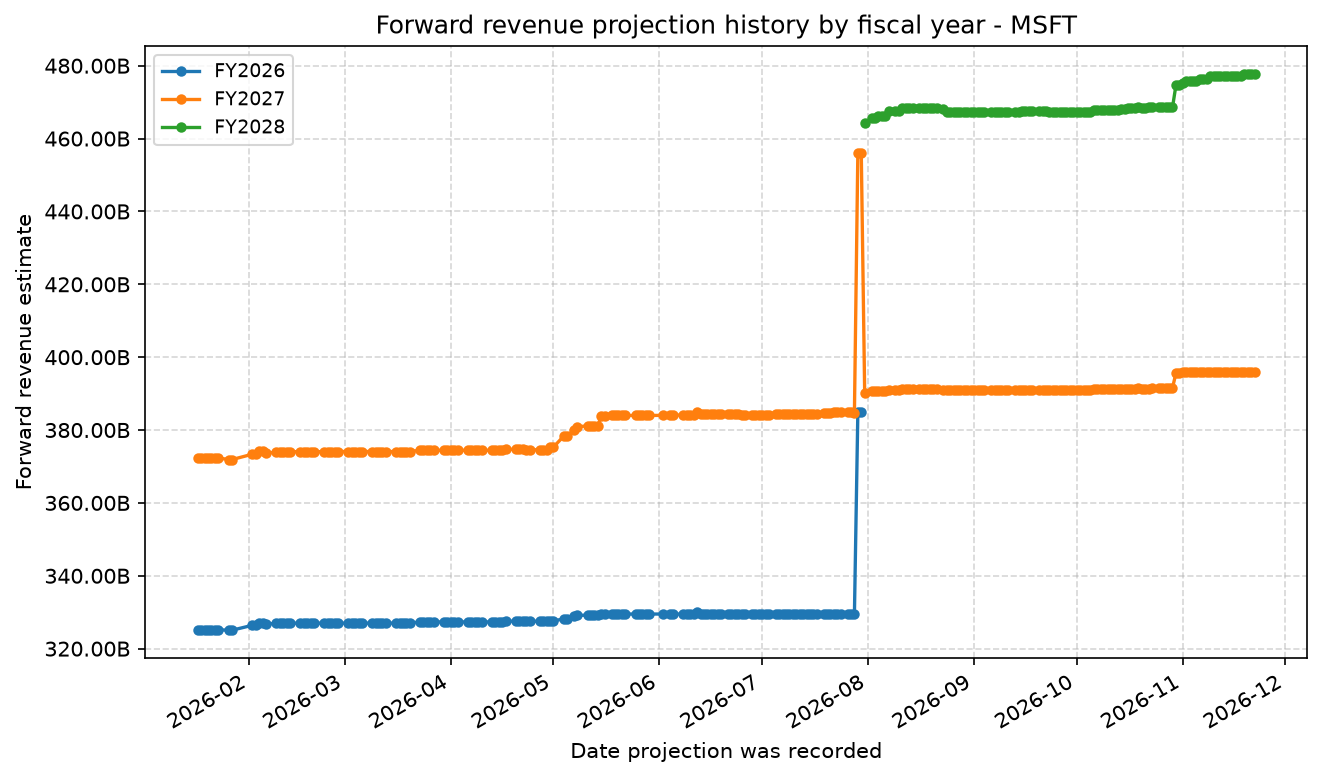 Forward revenue projection history by fiscal year - MSFT
FY2026
FY2027
FY2028
Forward revenue estimate
480.00B
460.00B
440.00B
420.00B
400.00B
380.00B
360.00B
340.00B
320.00B
2026-02
2026-03
2026-04
2026-05
2026-06
2026-07
2026-08
2026-09
2026-10
2026-11
2026-12
Date projection was recorded